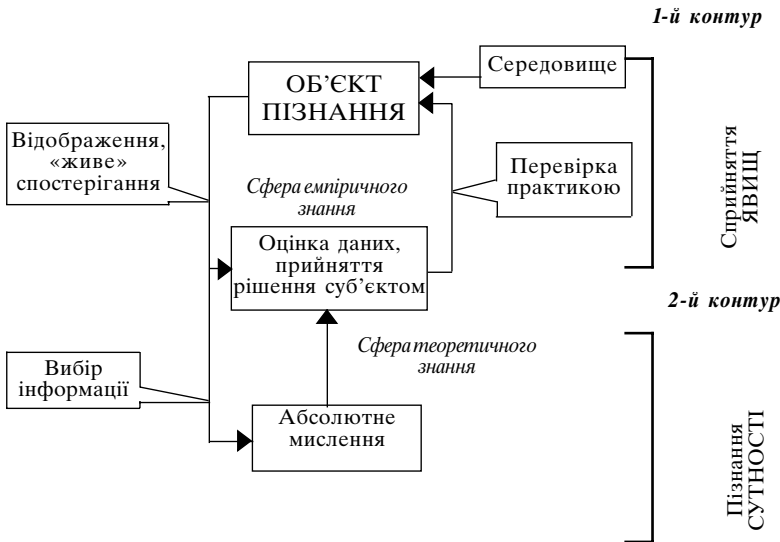 1-й контур
Середовище
ОБ’ЄКТ
ПІЗНАННЯ
Відображення,
«живе»
спостерігання
Сфера емпіричного
знання
Перевірка
практикою
Сприйняття
ЯВИЩ
Оцінка даних,
прийняття
рішення суб’єктом
2-й контур
Сфера теоретичного
знання
Вибір
інформації
Абсолютне
мислення
Пізнання
СУТНОСТІ